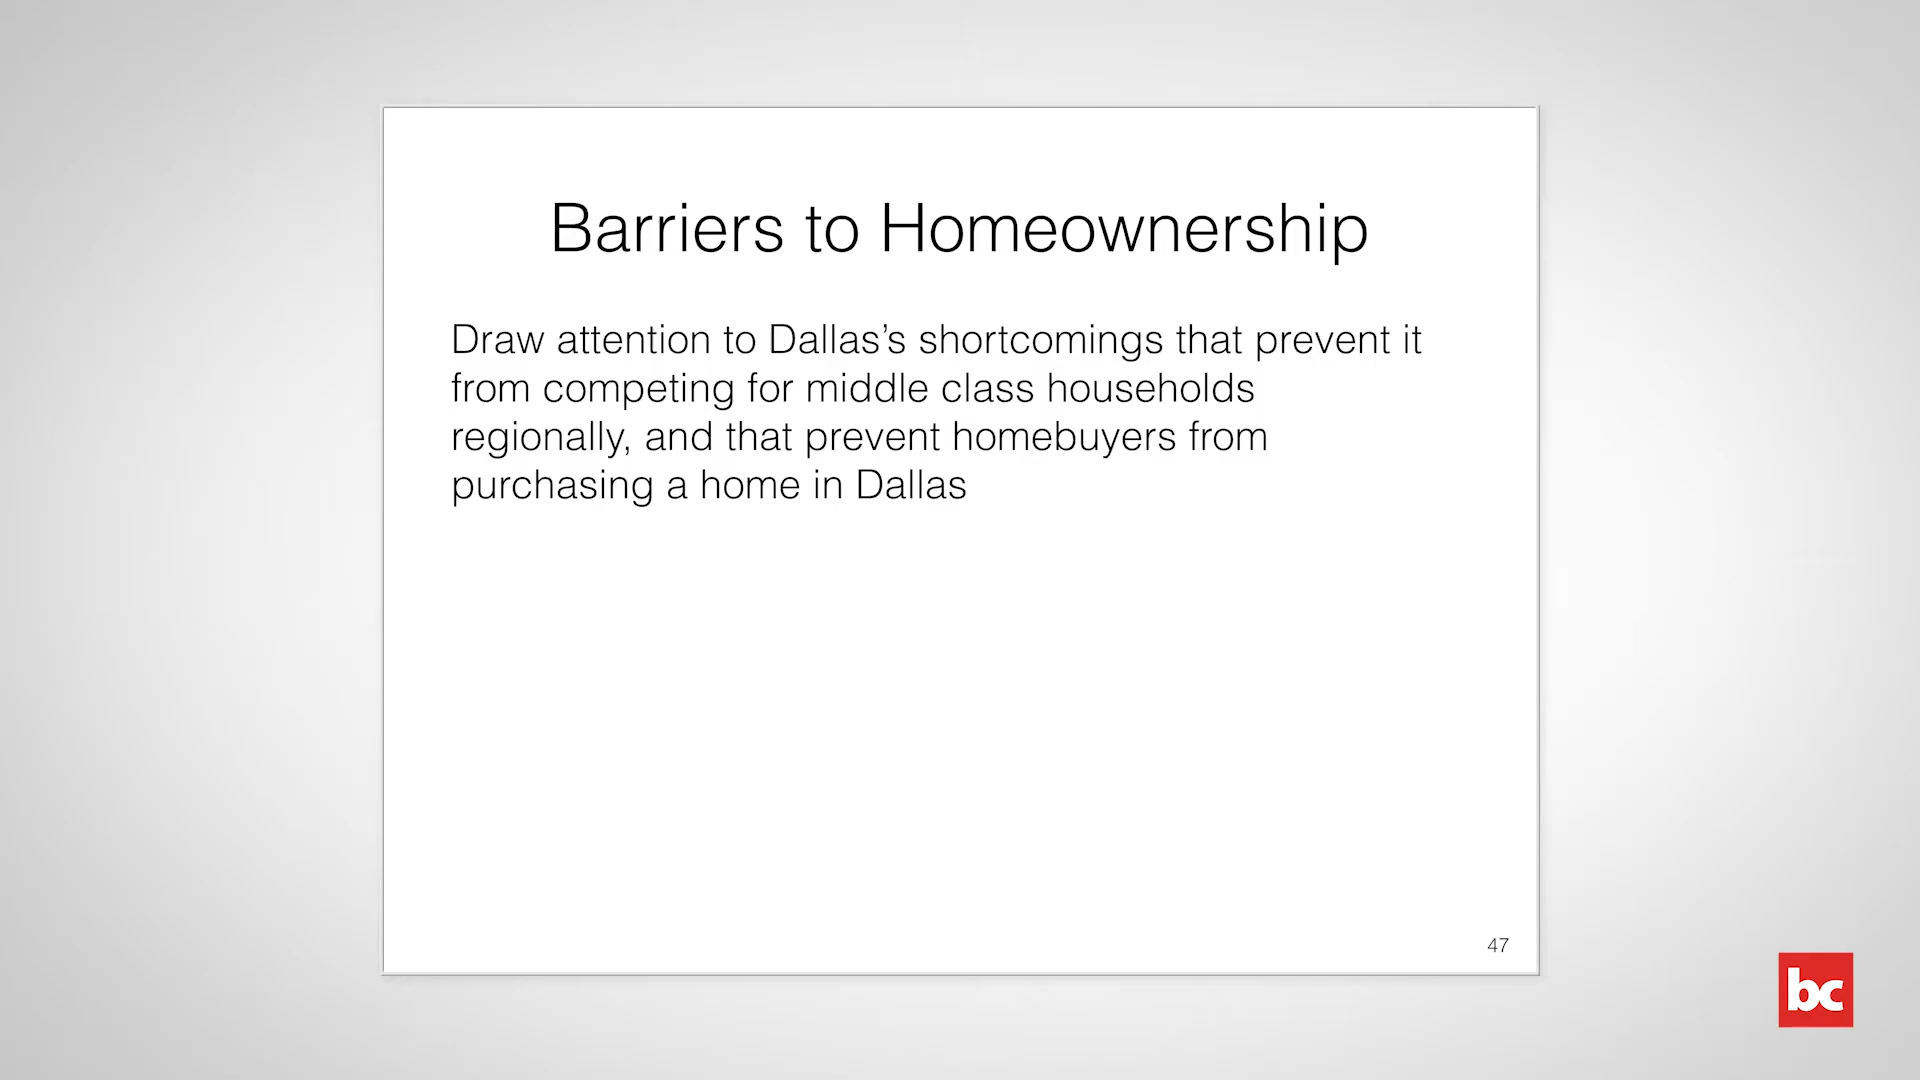 Barriers to Homeownership
Draw attention to Dallas’s shortcomings that prevent it
from competing for middle class households
regionally, and that prevent homebuyers from
purchasing a home in Dallas
47
bc